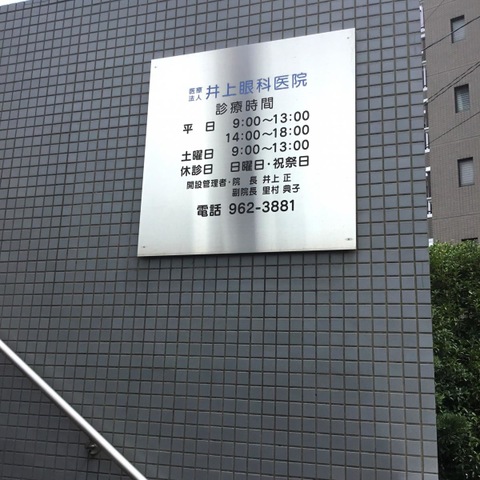 医療法人 井上眼科医院
診療時間
平日 9:00〜13:00
14:00〜18:00
土曜日 9:00〜13:00
休診日 日曜日・祝祭日
開設管理者・院長 井上 正
副院長 里村 典子
電話 962-3881